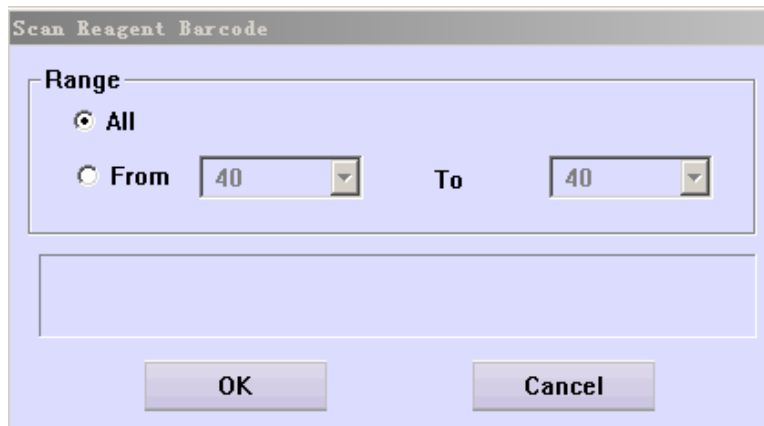 Scan Reagent Barcode
Range
All
From 40 To 40
OK Cancel